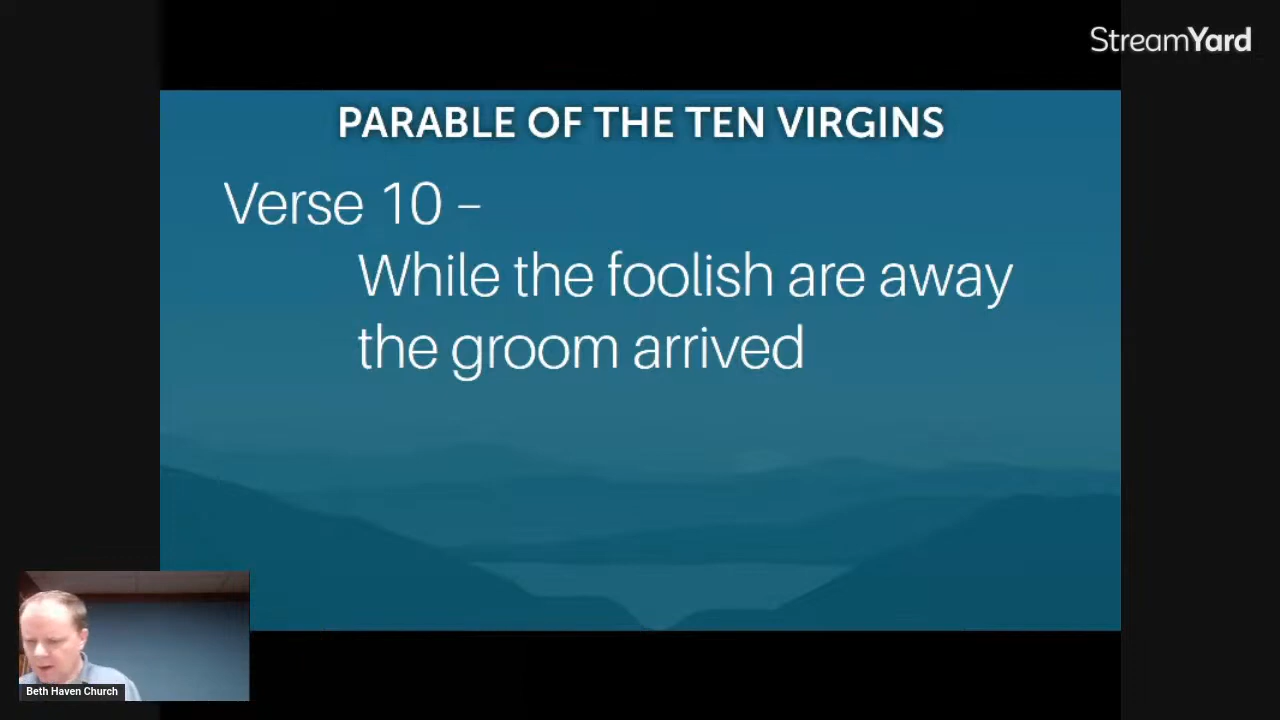 StreamYard
PARABLE OF THE TEN VIRGINS
Verse 10 –
While the foolish are away
the groom arrived
Beth Haven Church